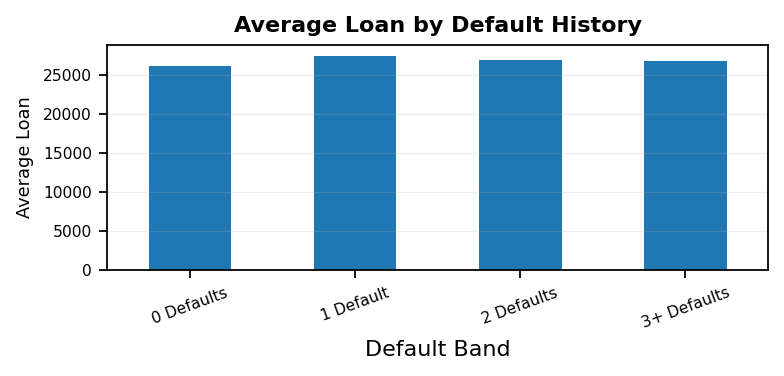 Average Loan by Default History
Average Loan
25000
20000
15000
10000
5000
0
0 Defaults
1 Default
2 Defaults
3+ Defaults
Default Band